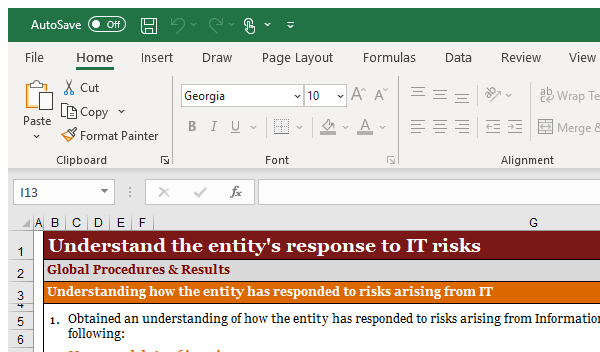 AutoSave Off
File Home Insert Draw Page Layout Formulas Data Review View
Cut
Copy
Format Painter
Paste
Georgia 10 A A
B I U A
ab
c Wrap Te
Merge &
Clipboard Font Alignment
I13 fx
A B C D E F G
1 Understand the entity's response to IT risks
2 Global Procedures & Results
3 Understanding how the entity has responded to risks arising from IT
4
5 1. Obtained an understanding of how the entity has responded to risks arising from Information
6 following: